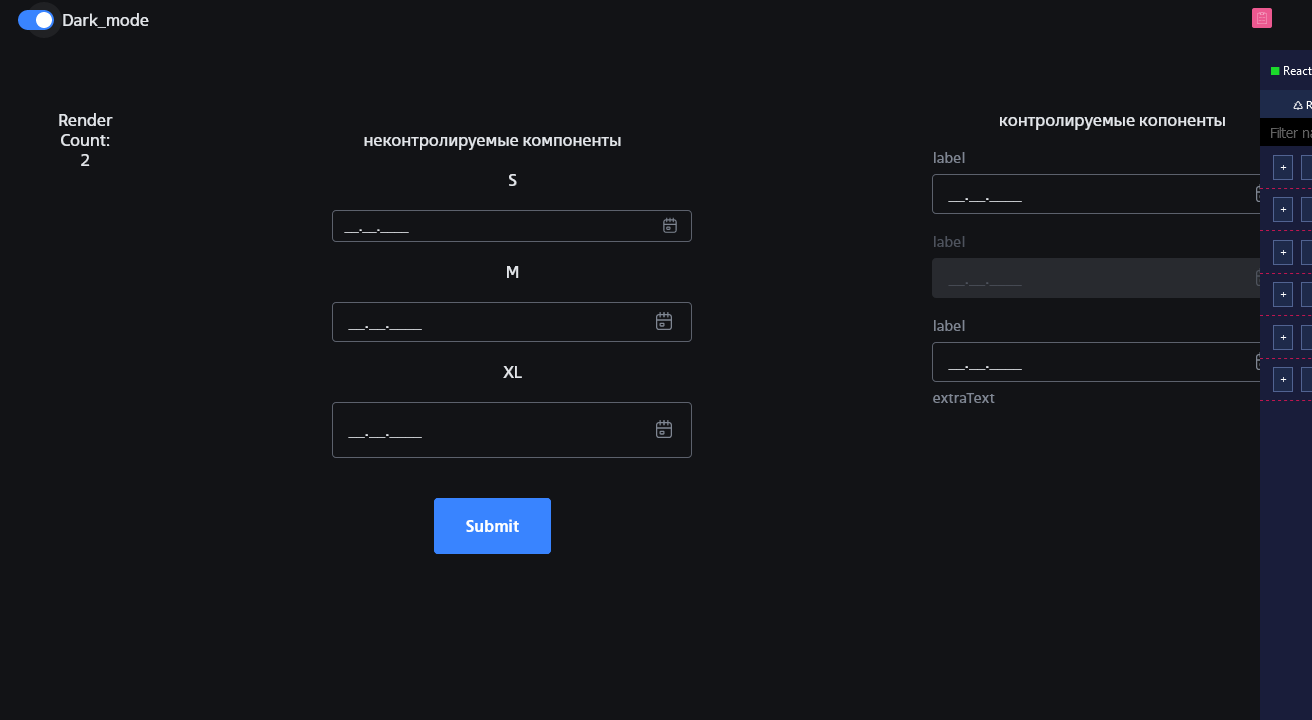 Dark_mode
React
R
Render
Count:
2
неконтролируемые компоненты
S
__.__.____
M
__.__.____
XL
__.__.____
Submit
контролируемые копоненты
label
__.__.____
label
__.__.____
label
__.__.____
extraText
Filter na
+
+
+
+
+
+